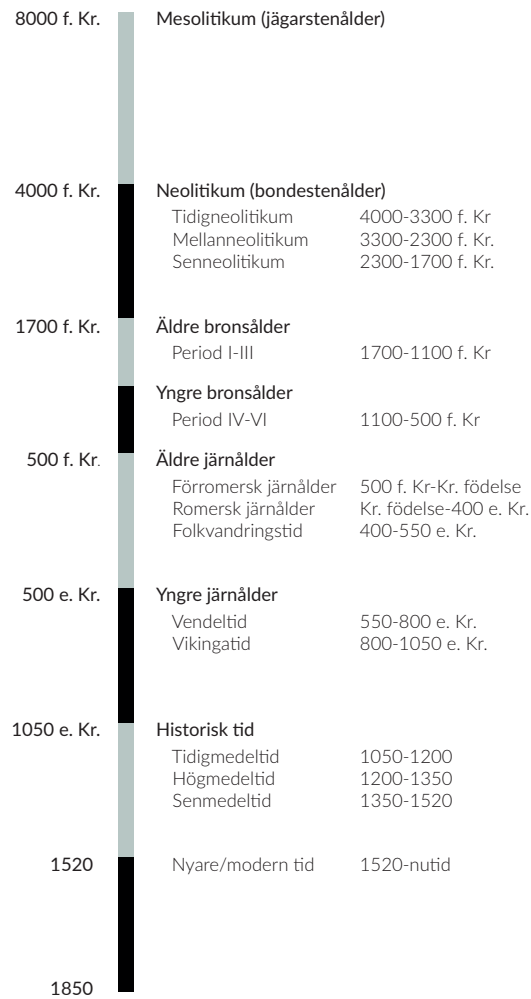 8000 f. Kr. Mesolitikum (jägarstenålder)
4000 f. Kr. Neolitikum (bondestenålder)
Tidigneolitikum 4000-3300 f. Kr
Mellanneolitikum 3300-2300 f. Kr.
Senneolitikum 2300-1700 f. Kr.
1700 f. Kr. Äldre bronsålder
Period I-III 1700-1100 f. Kr
Yngre bronsålder
Period IV-VI 1100-500 f. Kr
500 f. Kr. Äldre järnålder
Förromersk järnålder 500 f. Kr-Kr. födelse
Romersk järnålder Kr. födelse-400 e. Kr.
Folkvandringstid 400-550 e. Kr.
500 e. Kr. Yngre järnålder
Vendeltid 550-800 e. Kr.
Vikingatid 800-1050 e. Kr.
1050 e. Kr. Historisk tid
Tidigmedeltid 1050-1200
Högmedeltid 1200-1350
Senmedeltid 1350-1520
1520 Nyare/modern tid 1520-nutid
1850